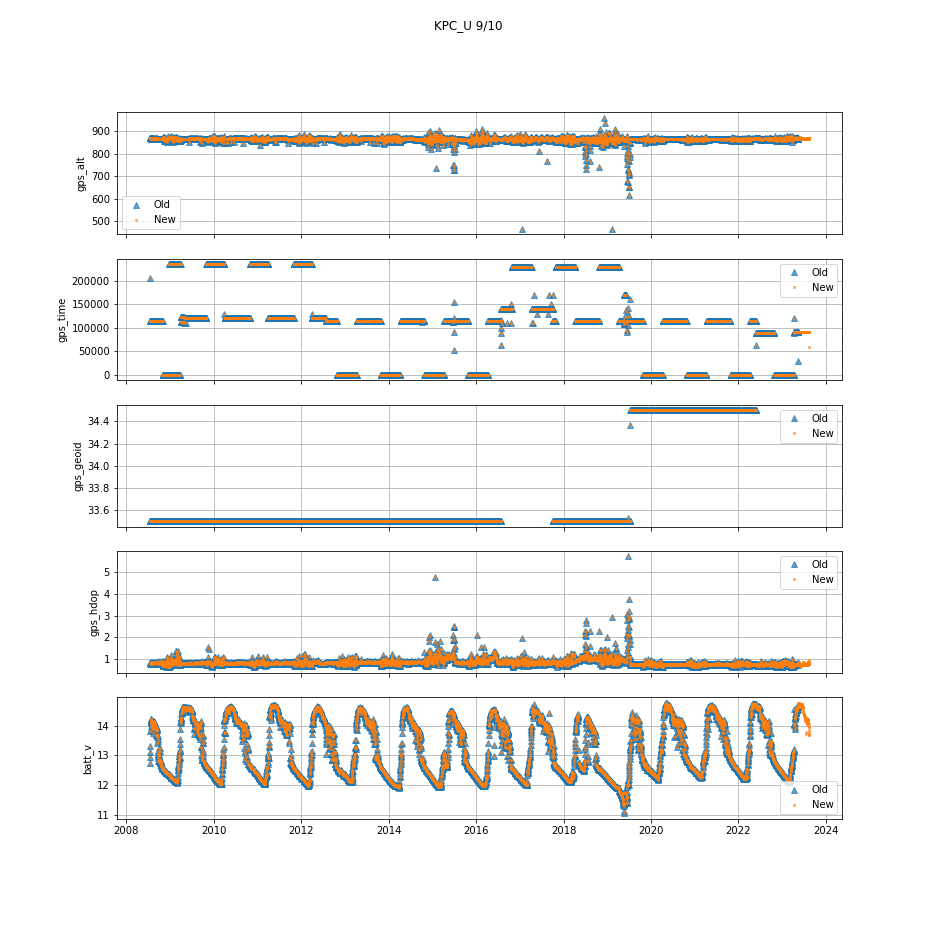 KPC_U 9/10
900
800
700
600
500
gps_alt
Old
New
200000
150000
100000
50000
0
gps_time
Old
New
34.4
34.2
34.0
33.8
33.6
gps_geoid
Old
New
5
4
3
2
1
gps_hdop
Old
New
14
13
12
11
batt_v
Old
New
2008 2010 2012 2014 2016 2018 2020 2022 2024